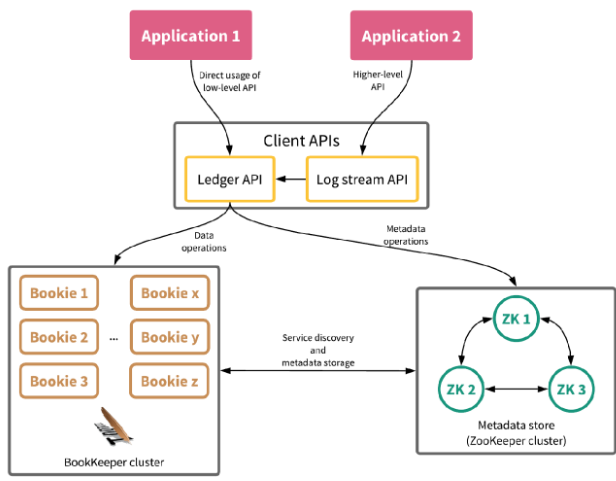 Application 1
Application 2
Direct usage of
low-level API
Higher-level
API
Client APIs
Ledger API
Log stream API
Data
operations
Metadata
operations
Bookie 1
Bookie x
Bookie 2
...
Bookie y
Bookie 3
Bookie z
BookKeeper cluster
Service discovery
and
metadata storage
ZK 1
ZK 2
ZK 3
Metadata store
(ZooKeeper cluster)